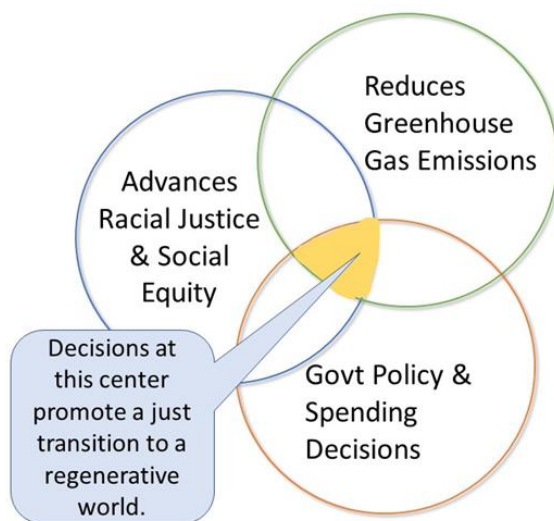 Reduces
Greenhouse
Gas Emissions
Advances
Racial Justice
& Social
Equity
Decisions at
this center
promote a just
transition to a
regenerative
world.
Govt Policy &
Spending
Decisions